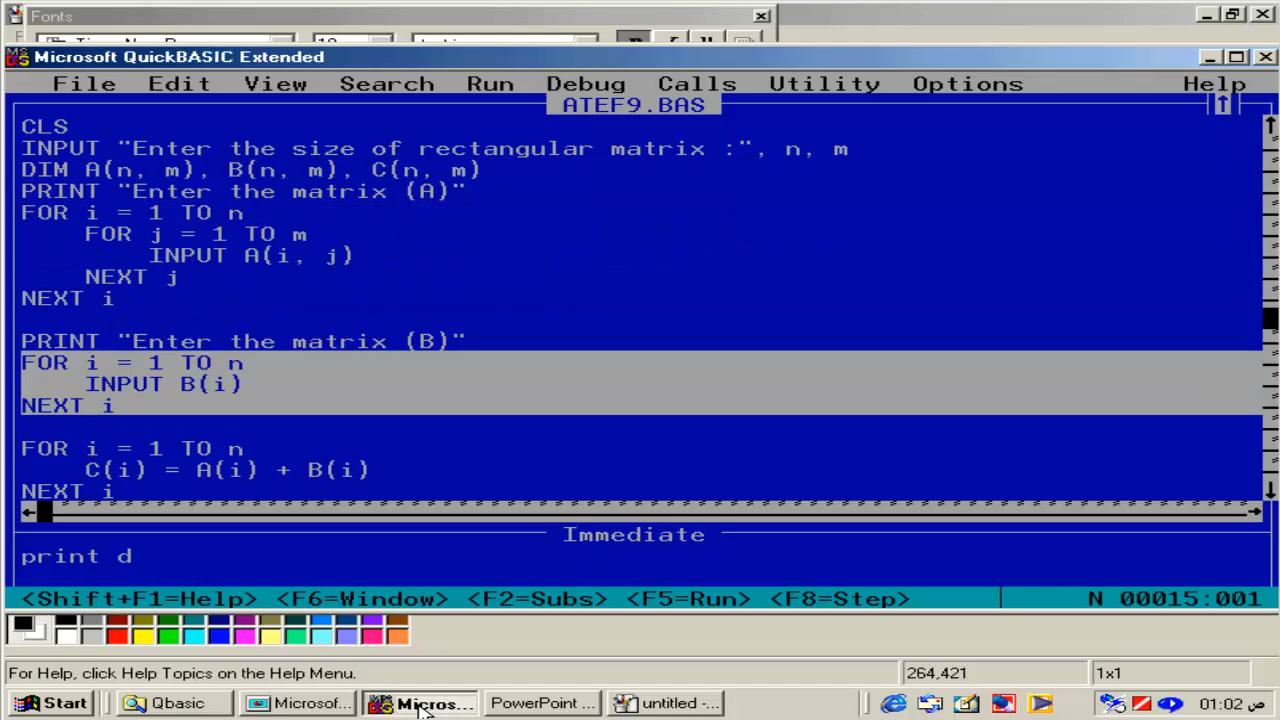 Fonts
Microsoft QuickBASIC Extended
File Edit View Search Run Debug Calls Utility Options Help
ATEF9.BAS
CLS
INPUT "Enter the size of rectangular matrix :", n, m
DIM A(n, m), B(n, m), C(n, m)
PRINT "Enter the matrix (A)"
FOR i = 1 TO n
FOR j = 1 TO m
INPUT A(i, j)
NEXT j
NEXT i
PRINT "Enter the matrix (B)"
FOR i = 1 TO n
INPUT B(i)
NEXT i
FOR i = 1 TO n
C(i) = A(i) + B(i)
NEXT i
Immediate
print d
<Shift+F1=Help> <F6=Window> <F2=Subs> <F5=Run> <F8=Step> N 00015:001
For Help, click Help Topics on the Help Menu. 264,421 1x1
Start Qbasic Microsof... Micros... PowerPoint ... untitled -... 01:02 ص